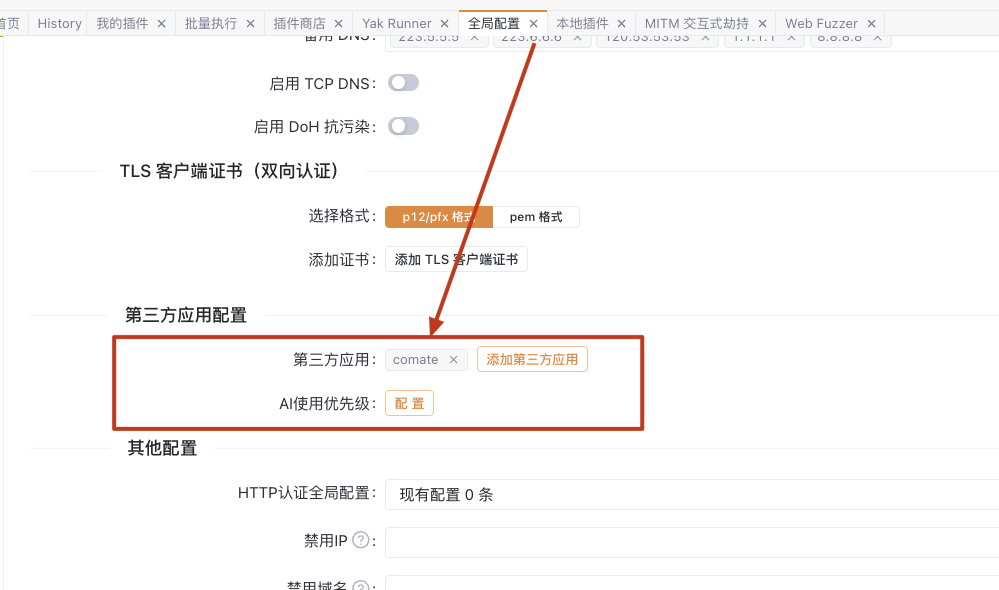 首页 History 我的插件 批量执行 插件商店 Yak Runner 全局配置 本地插件 MITM 交互式劫持 Web Fuzzer
备用 DNS: 223.5.5.5 223.6.6.6 120.53.53.53 1.1.1.1 8.8.8.8
启用 TCP DNS:
启用 DoH 抗污染:
TLS 客户端证书（双向认证）
选择格式: p12/pfx 格式 pem 格式
添加证书: 添加 TLS 客户端证书
第三方应用配置
第三方应用: comate 添加第三方应用
AI使用优先级: 配 置
其他配置
HTTP认证全局配置: 现有配置 0 条
禁用IP ? :
禁用域名 ? :